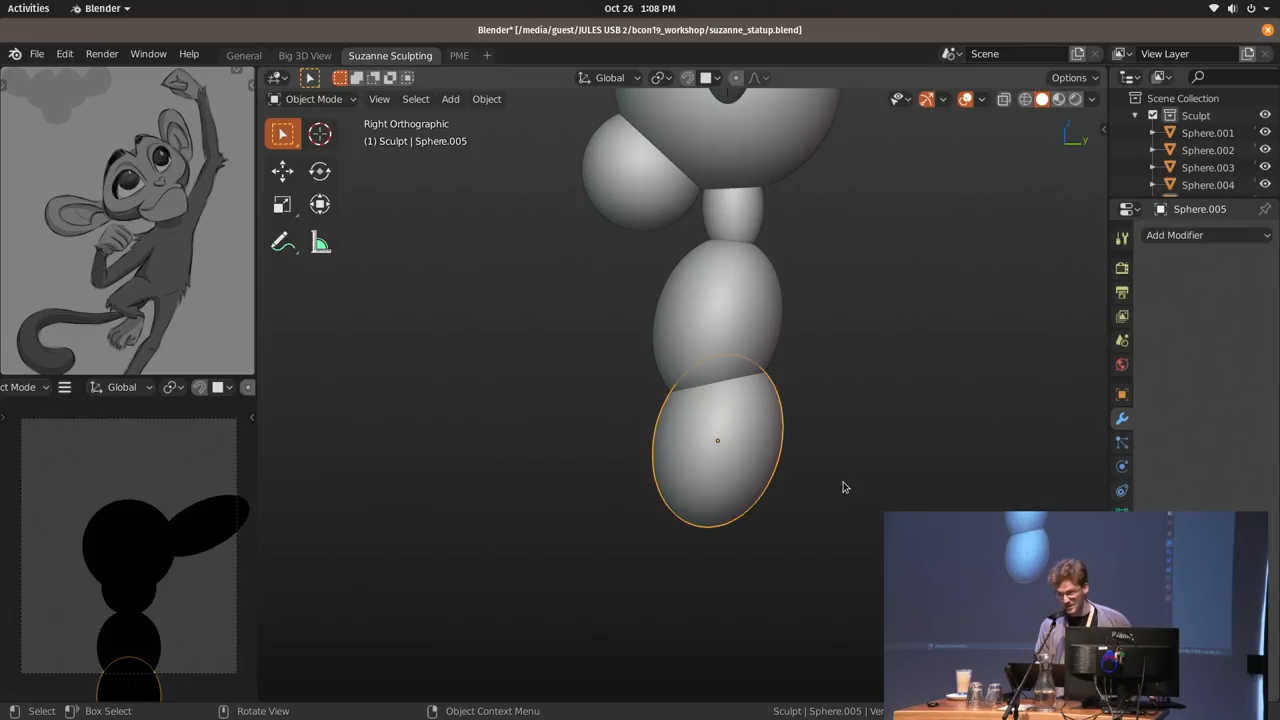 Activities Blender Oct 26 1:08 PM
Blender* [/media/guest/JULES USB 2/bcon19_workshop/suzanne_statup.blend]
File Edit Render Window Help General Big 3D View Suzanne Sculpting PME + Scene View Layer
Global Options
Object Mode View Select Add Object
Scene Collection
Right Orthographic
(1) Sculpt | Sphere.005
Sculpt
Sphere.001
Sphere.002
Sphere.003
Sphere.004
Sphere.005
Add Modifier
z
y
ct Mode Global
Select Box Select Rotate View Object Context Menu Sculpt | Sphere.005 | Ver